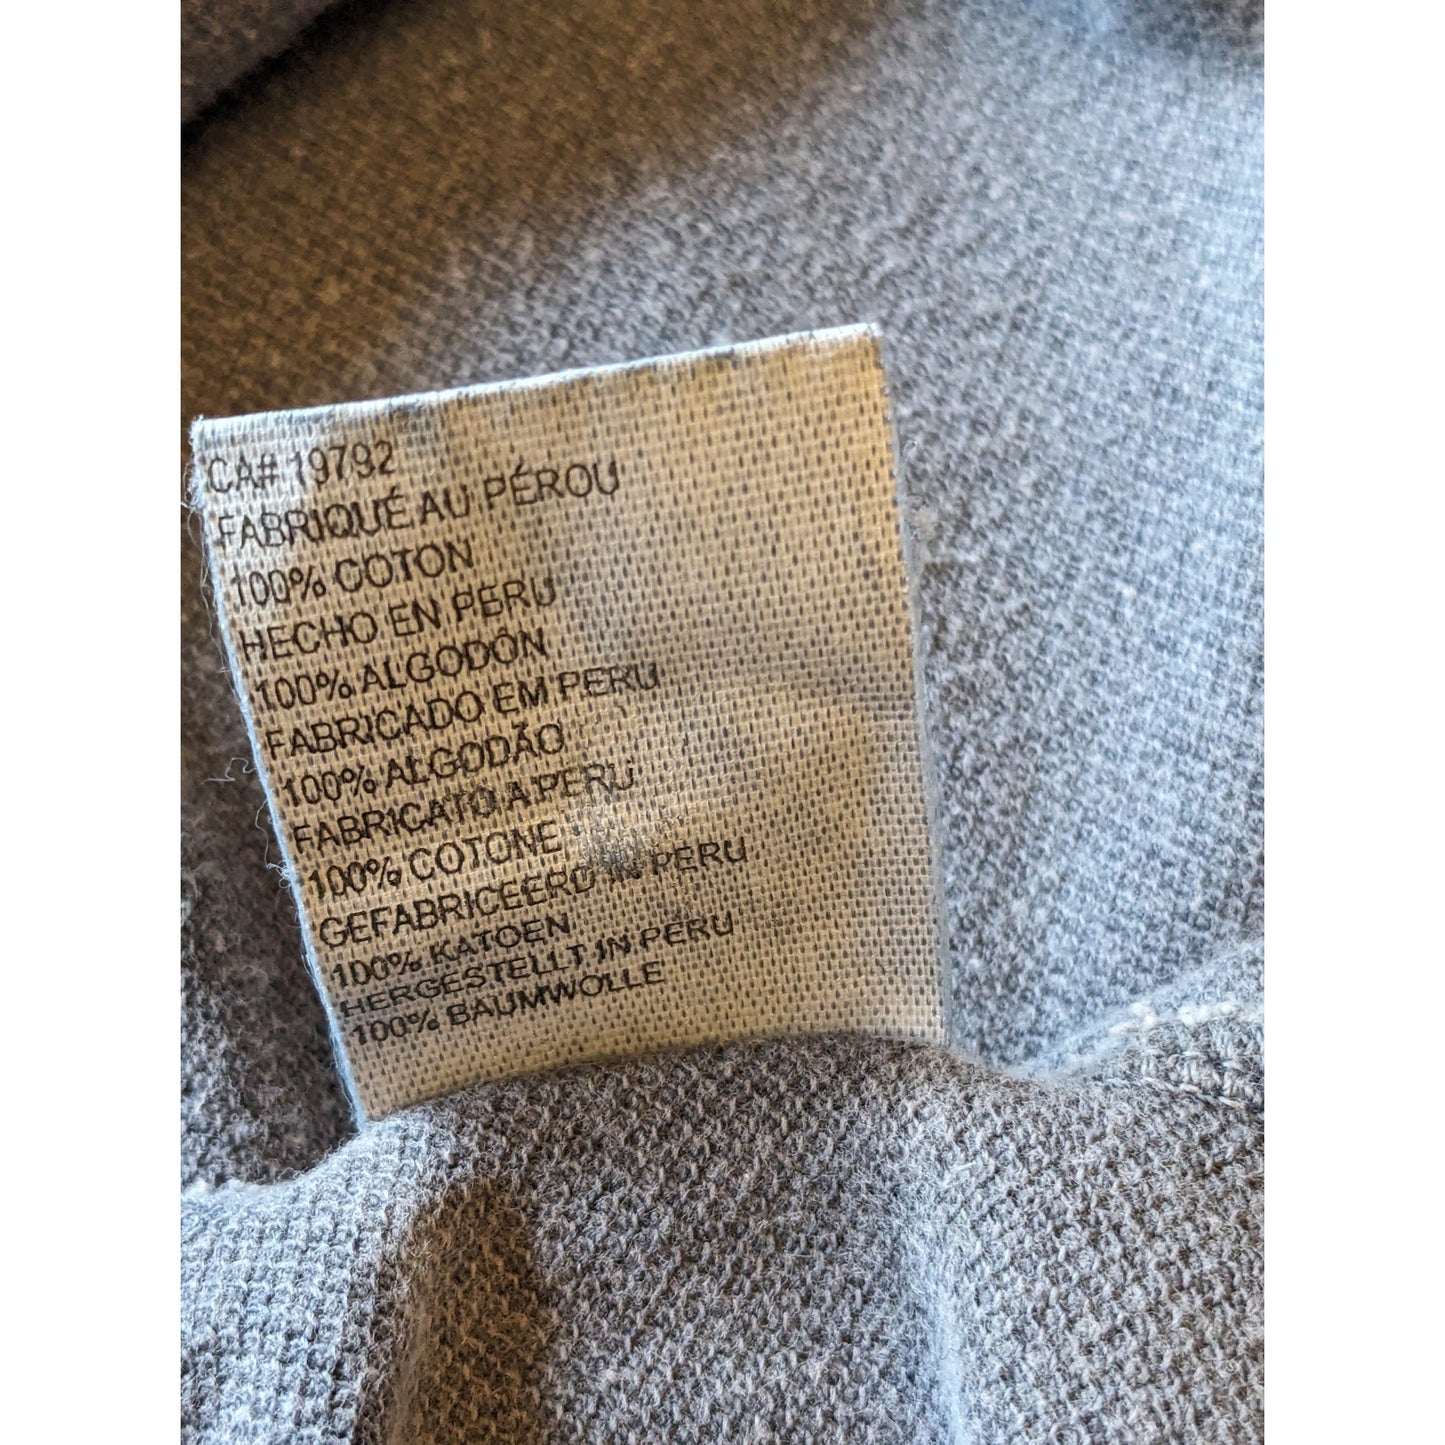 CA# 19792
FABRIQUÉ AU PÉROU
100% COTON
HECHO EN PERU
100% ALGODÓN
FABRICADO EM PERU
100% ALGODÃO
FABRICATO A PERU
100% COTONE
GEFABRICEERD IN PERU
100% KATOEN
HERGESTELLT IN PERU
100% BAUMWOLLE